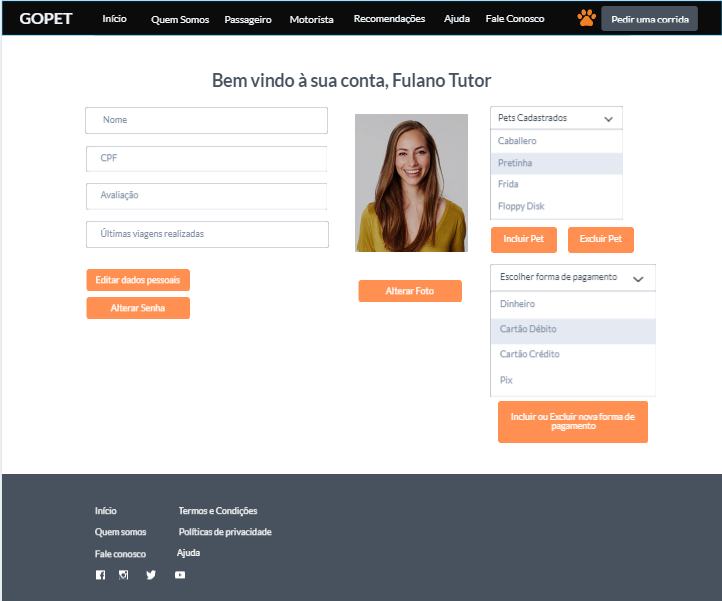 GOPET
Início
Quem Somos
Passageiro
Motorista
Recomendações
Ajuda
Fale Conosco
Pedir uma corrida
Bem vindo à sua conta, Fulano Tutor
Nome
CPF
Avaliação
Últimas viagens realizadas
Editar dados pessoais
Alterar Senha
Alterar Foto
Pets Cadastrados
Caballero
Pretinha
Frida
Floppy Disk
Incluir Pet
Excluir Pet
Escolher forma de pagamento
Dinheiro
Cartão Débito
Cartão Crédito
Pix
Incluir ou Excluir nova forma de
pagamento
Início
Termos e Condições
Quem somos
Políticas de privacidade
Fale conosco
Ajuda